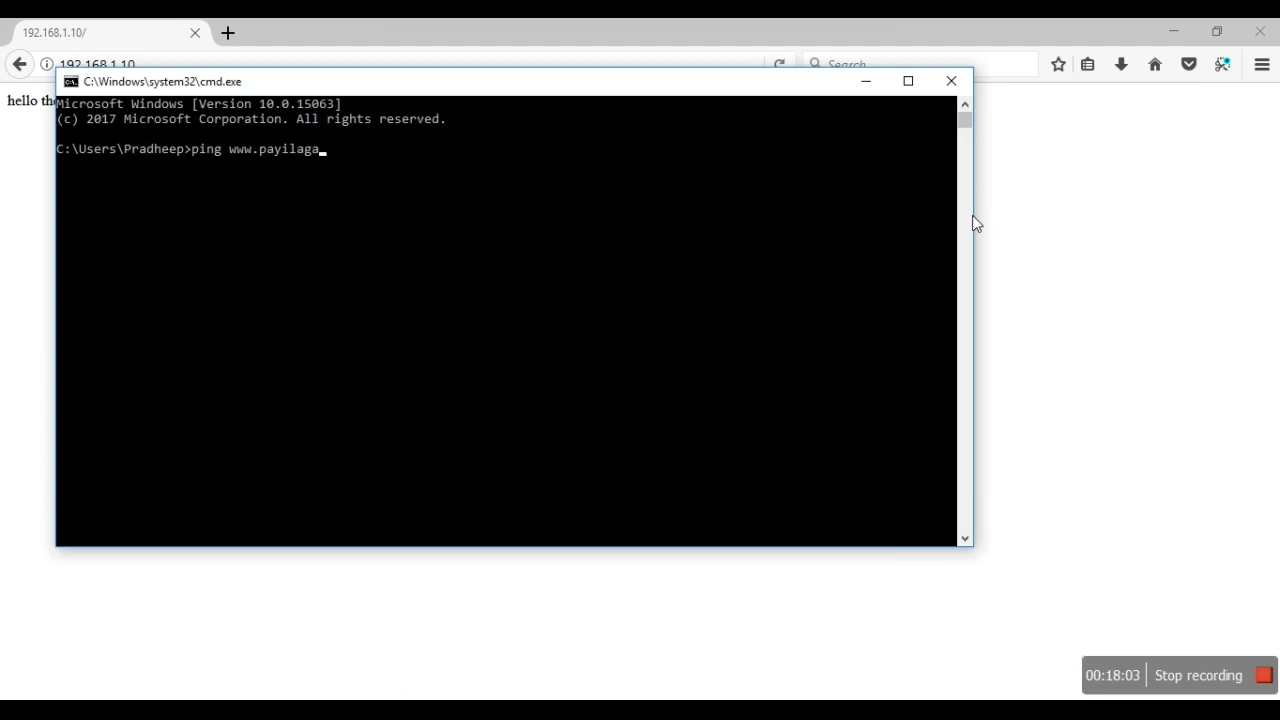 192.168.1.10/
192.168.1.10
Search
C:\Windows\system32\cmd.exe
hello
Microsoft Windows [Version 10.0.15063]
(c) 2017 Microsoft Corporation. All rights reserved.
C:\Users\Pradheep>ping www.payilaga
00:18:03
Stop recording